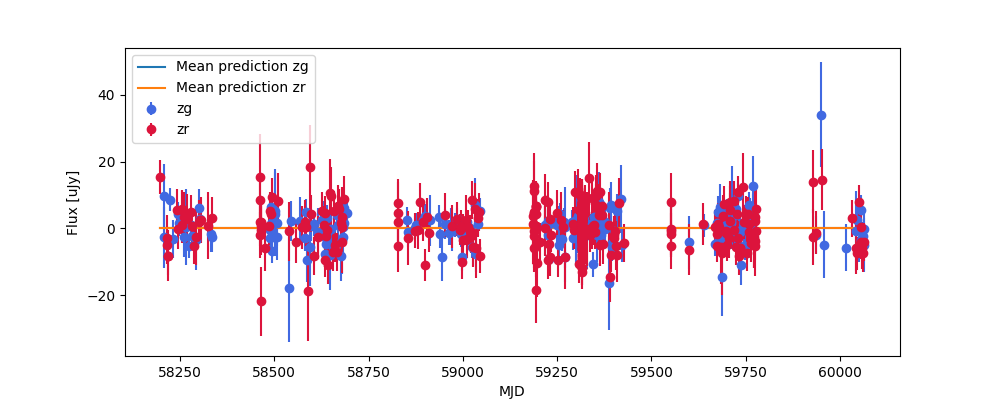 Mean prediction zg
Mean prediction zr
zg
zr
Flux [uJy]
40
20
0
−20
58250
58500
58750
59000
59250
59500
59750
60000
MJD